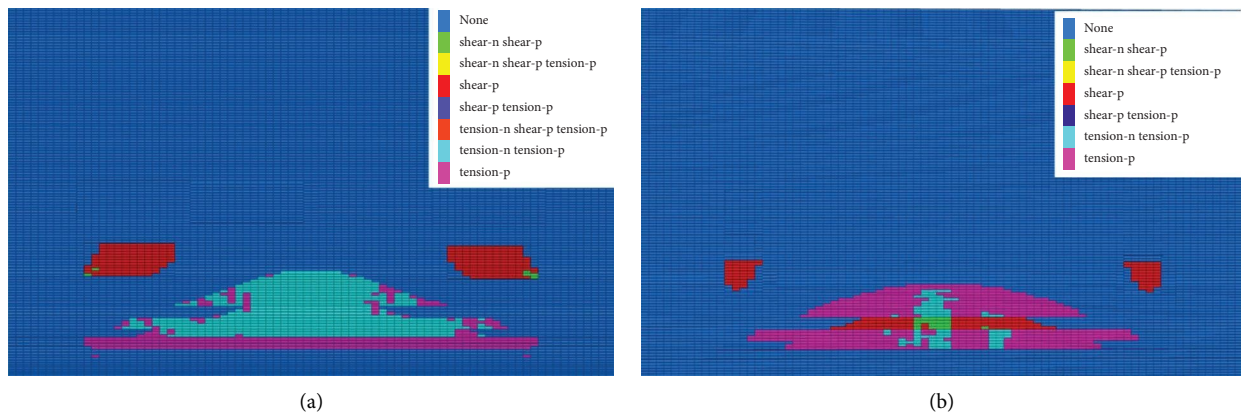 None
shear-n shear-p
shear-n shear-p tension-p
shear-p
shear-p tension-p
tension-n shear-p tension-p
tension-n tension-p
tension-p
(a)
None
shear-n shear-p
shear-n shear-p tension-p
shear-p
shear-p tension-p
tension-n tension-p
tension-p
(b)